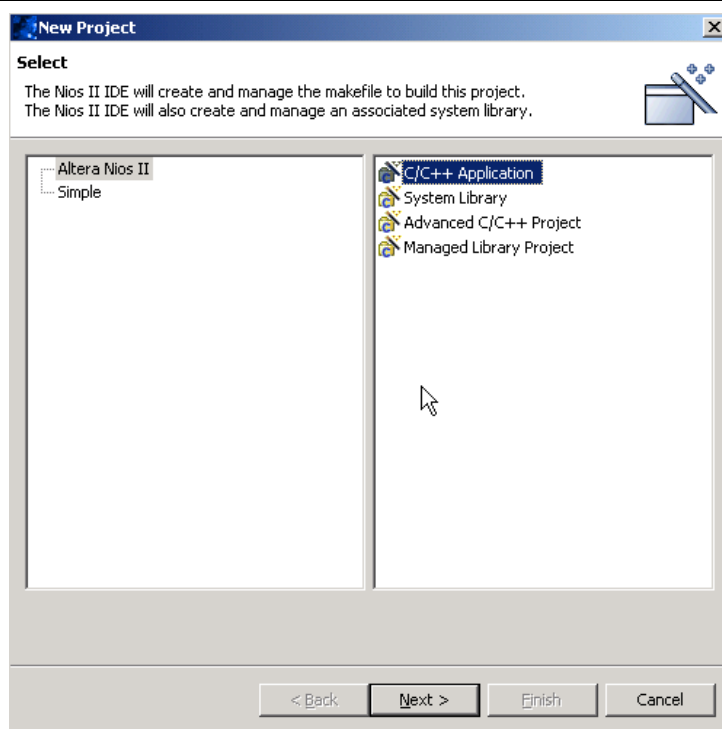 New Project
Select
The Nios II IDE will create and manage the makefile to build this project.
The Nios II IDE will also create and manage an associated system library.
Altera Nios II
Simple
C/C++ Application
System Library
Advanced C/C++ Project
Managed Library Project
< Back
Next >
Finish
Cancel